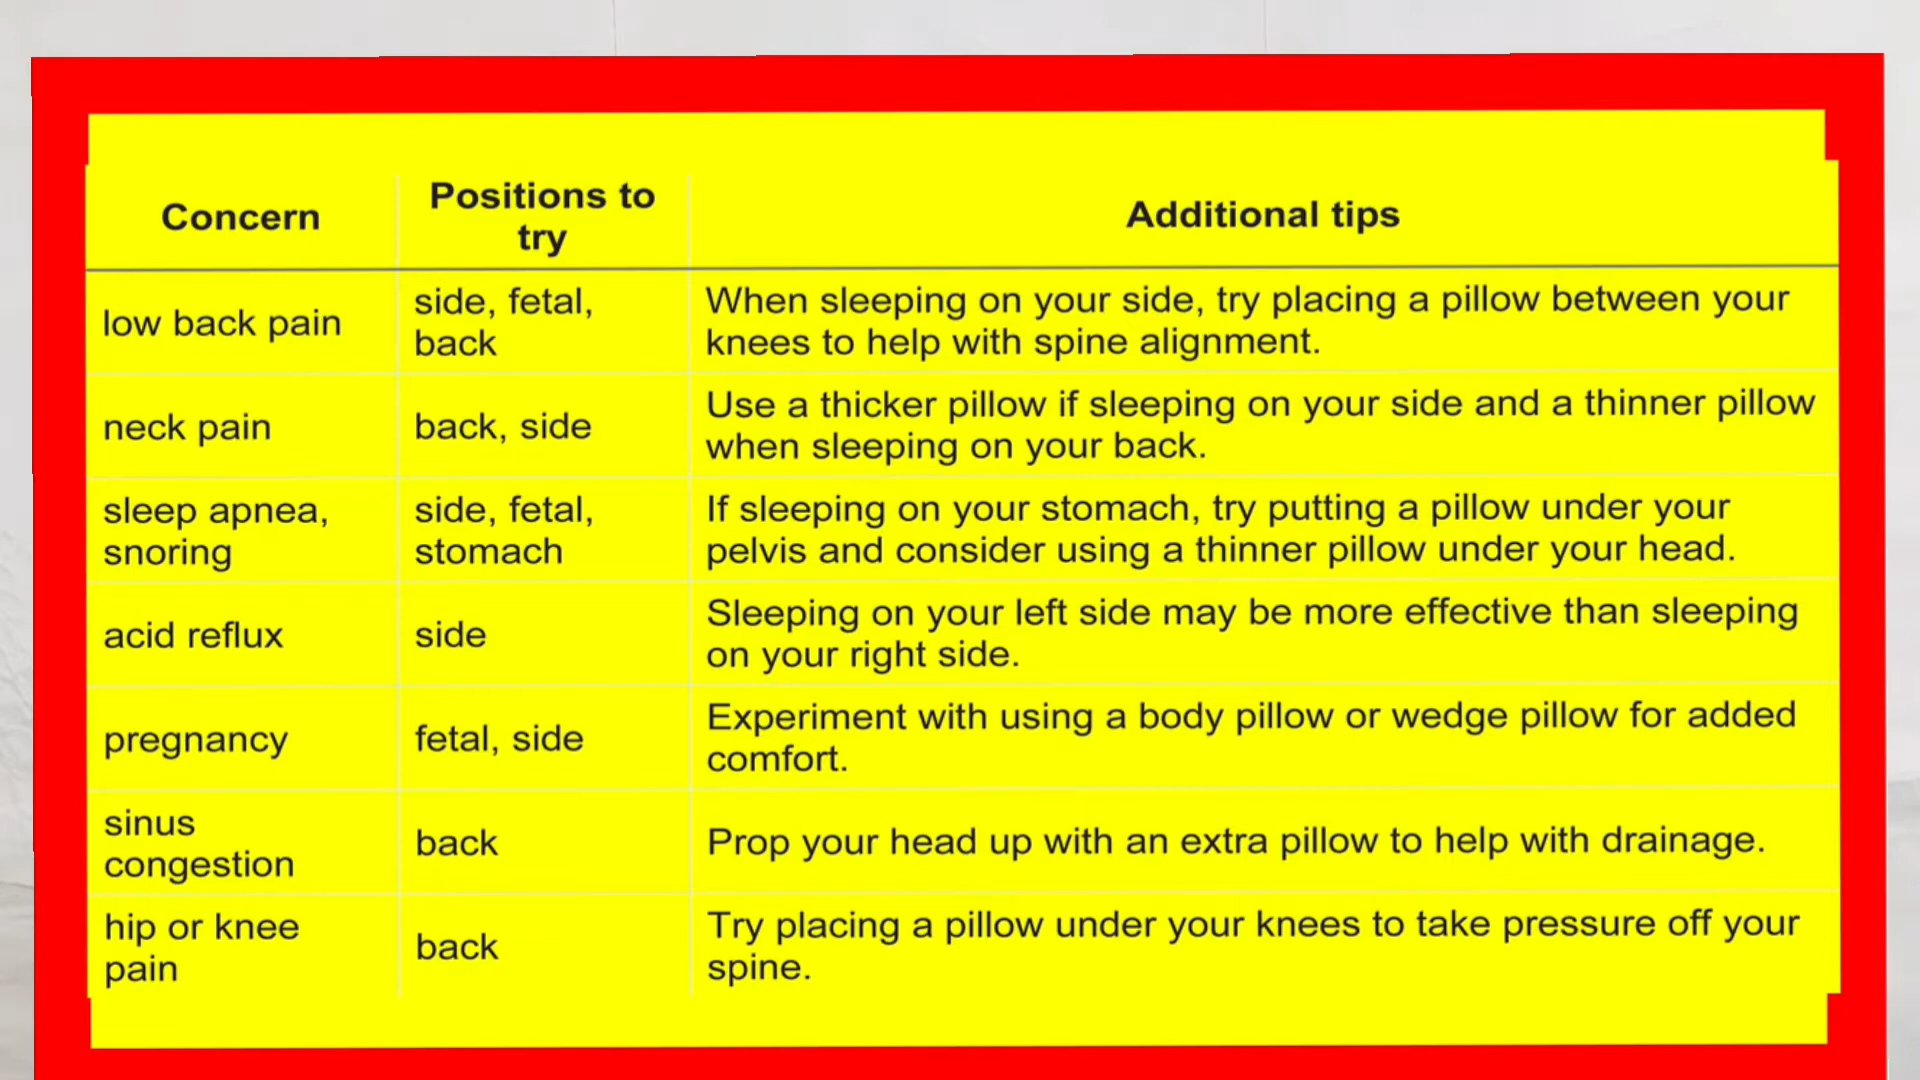 Concern
Positions to
try
Additional tips
low back pain
side, fetal,
back
When sleeping on your side, try placing a pillow between your
knees to help with spine alignment.
neck pain
back, side
Use a thicker pillow if sleeping on your side and a thinner pillow
when sleeping on your back.
sleep apnea,
snoring
side, fetal,
stomach
If sleeping on your stomach, try putting a pillow under your
pelvis and consider using a thinner pillow under your head.
acid reflux
side
Sleeping on your left side may be more effective than sleeping
on your right side.
pregnancy
fetal, side
Experiment with using a body pillow or wedge pillow for added
comfort.
sinus
congestion
back
Prop your head up with an extra pillow to help with drainage.
hip or knee
pain
back
Try placing a pillow under your knees to take pressure off your
spine.